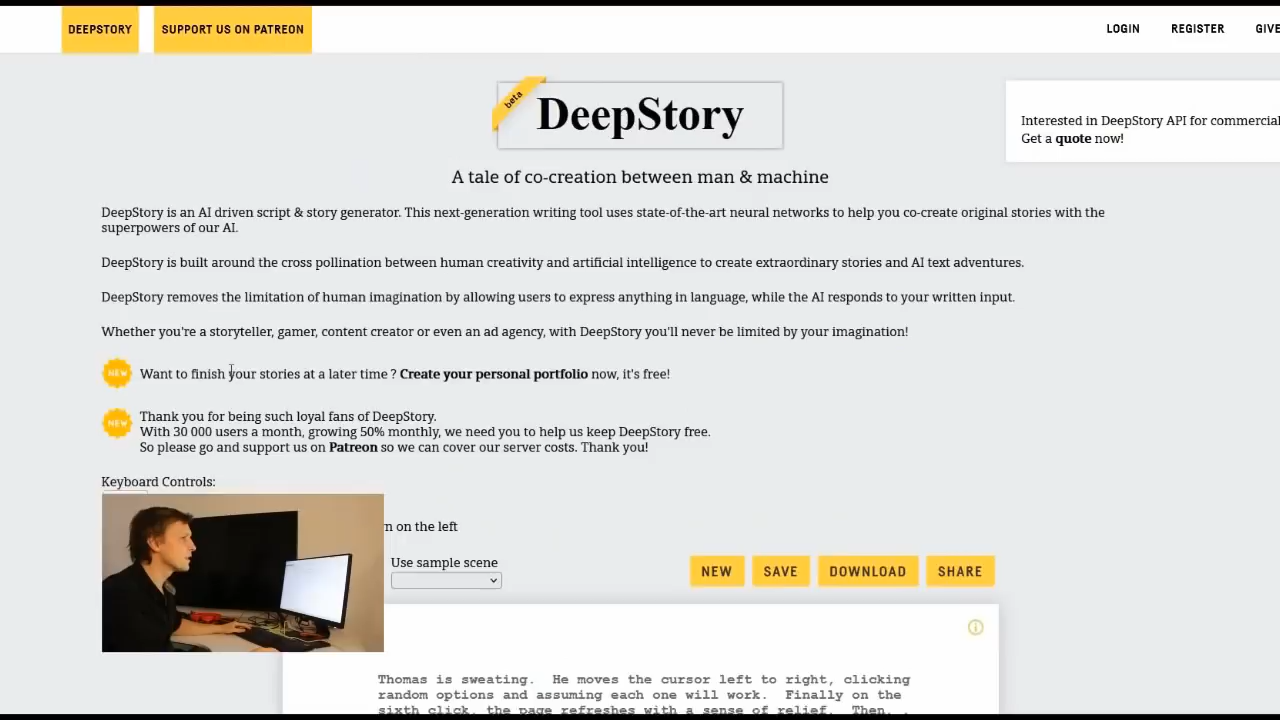 DEEPSTORY
SUPPORT US ON PATREON
LOGIN
REGISTER
GIVE
beta
DeepStory
Interested in DeepStory API for commercial
Get a quote now!
A tale of co-creation between man & machine
DeepStory is an AI driven script & story generator. This next-generation writing tool uses state-of-the-art neural networks to help you co-create original stories with the
superpowers of our AI.
DeepStory is built around the cross pollination between human creativity and artificial intelligence to create extraordinary stories and AI text adventures.
DeepStory removes the limitation of human imagination by allowing users to express anything in language, while the AI responds to your written input.
Whether you're a storyteller, gamer, content creator or even an ad agency, with DeepStory you'll never be limited by your imagination!
NEW
Want to finish your stories at a later time ? Create your personal portfolio now, it's free!
NEW
Thank you for being such loyal fans of DeepStory.
With 30 000 users a month, growing 50% monthly, we need you to help us keep DeepStory free.
So please go and support us on Patreon so we can cover our server costs. Thank you!
Keyboard Controls:
on the left
Use sample scene
NEW
SAVE
DOWNLOAD
SHARE
Thomas is sweating. He moves the cursor left to right, clicking
random options and assuming each one will work. Finally on the
sixth click, the page refreshes with a sense of relief. Then. .